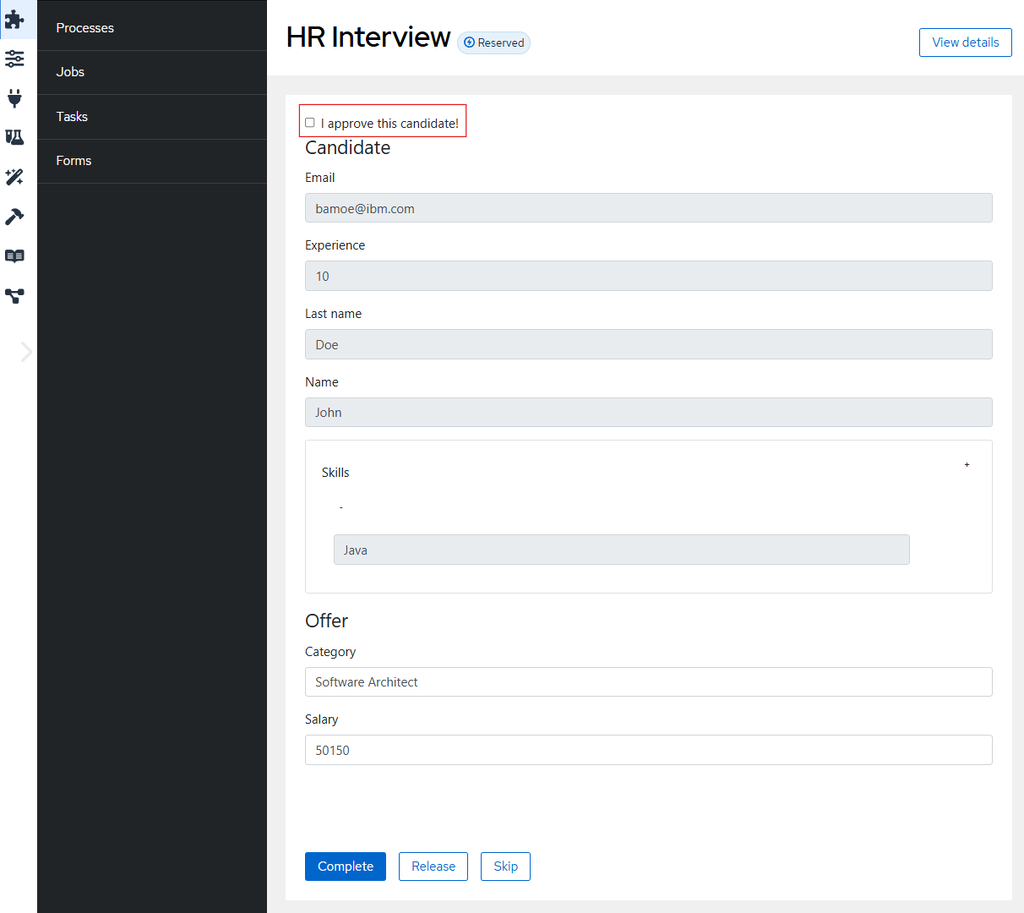 Processes
Jobs
Tasks
Forms
HR Interview
Reserved
View details
I approve this candidate!
Candidate
Email
bamoe@ibm.com
Experience
10
Last name
Doe
Name
John
Skills
+
-
Java
Offer
Category
Software Architect
Salary
50150
Complete Release Skip